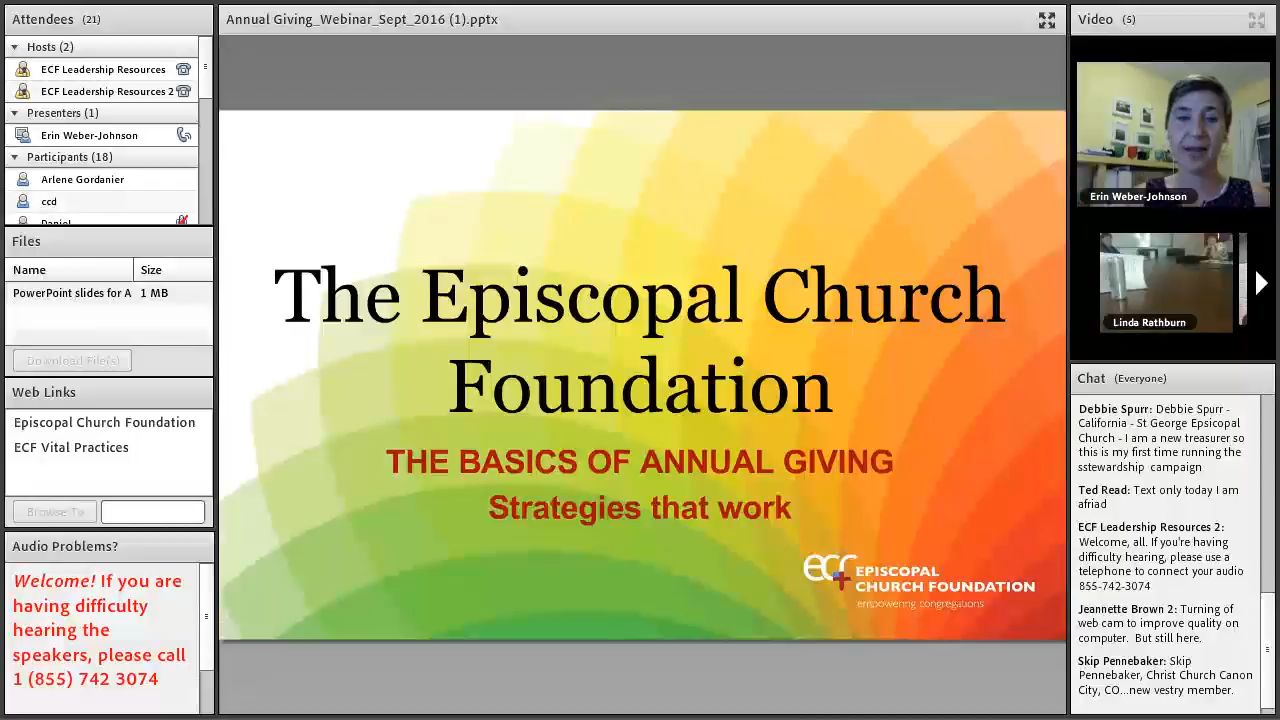 Attendees (21)
Hosts (2)
ECF Leadership Resources
ECF Leadership Resources 2
Presenters (1)
Erin Weber-Johnson
Participants (18)
Arlene Gordanier
ccd
Daniel
Files
Name Size
PowerPoint slides for A 1 MB
Download File(s)
Web Links
Episcopal Church Foundation
ECF Vital Practices
Browse To
Audio Problems?
Welcome! If you are
having difficulty
hearing the
speakers, please call
1 (855) 742 3074
Annual Giving_Webinar_Sept_2016 (1).pptx
The Episcopal Church
Foundation
THE BASICS OF ANNUAL GIVING
Strategies that work
ecf EPISCOPAL
CHURCH FOUNDATION
empowering congregations
Video (5)
Erin Weber-Johnson
Linda Rathburn
Chat (Everyone)
Debbie Spurr: Debbie Spurr -
California - St George Episcopal
Church - I am a new treasurer so
this is my first time running the
sstewardship campaign
Ted Read: Text only today I am
afriad
ECF Leadership Resources 2:
Welcome, all. If you're having
difficulty hearing, please use a
telephone to connect your audio
855-742-3074
Jeannette Brown 2: Turning of
web cam to improve quality on
computer. But still here.
Skip Pennebaker: Skip
Pennebaker, Christ Church Canon
City, CO...new vestry member.